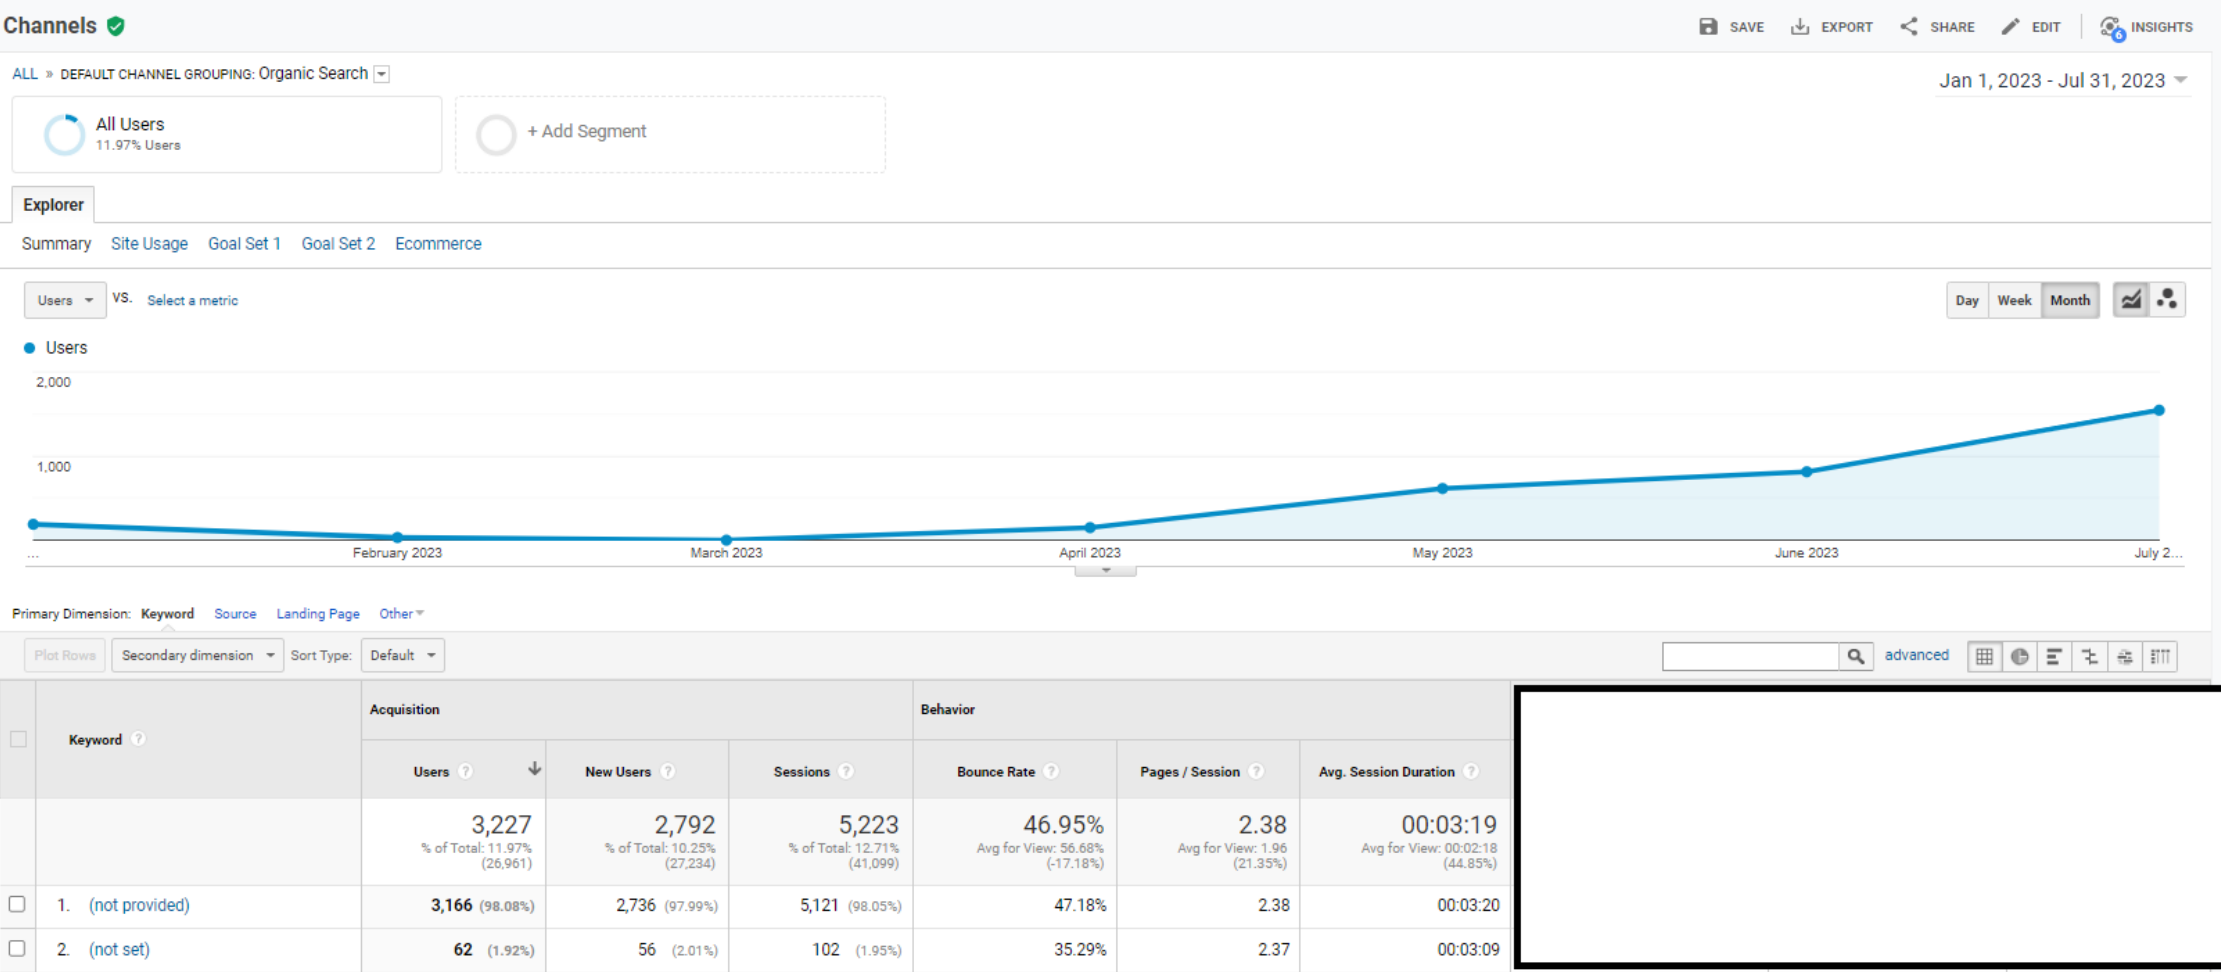 Channels
SAVE EXPORT SHARE EDIT 6 INSIGHTS
ALL » DEFAULT CHANNEL GROUPING: Organic Search
Jan 1, 2023 - Jul 31, 2023
All Users
11.97% Users
+ Add Segment
Explorer
Summary Site Usage Goal Set 1 Goal Set 2 Ecommerce
Users VS. Select a metric
Day Week Month
Users
2,000
1,000
... February 2023 March 2023 April 2023 May 2023 June 2023 July 2...
Primary Dimension: Keyword Source Landing Page Other
Plot Rows Secondary dimension Sort Type: Default advanced
Acquisition Behavior
Keyword ?
Users ? New Users ? Sessions ? Bounce Rate ? Pages / Session ? Avg. Session Duration ?
3,227 2,792 5,223 46.95% 2.38 00:03:19
% of Total: 11.97% % of Total: 10.25% % of Total: 12.71% Avg for View: 56.68% Avg for View: 1.96 Avg for View: 00:02:18
(26,961) (27,234) (41,099) (-17.18%) (21.35%) (44.85%)
1. (not provided) 3,166 (98.08%) 2,736 (97.99%) 5,121 (98.05%) 47.18% 2.38 00:03:20
2. (not set) 62 (1.92%) 56 (2.01%) 102 (1.95%) 35.29% 2.37 00:03:09